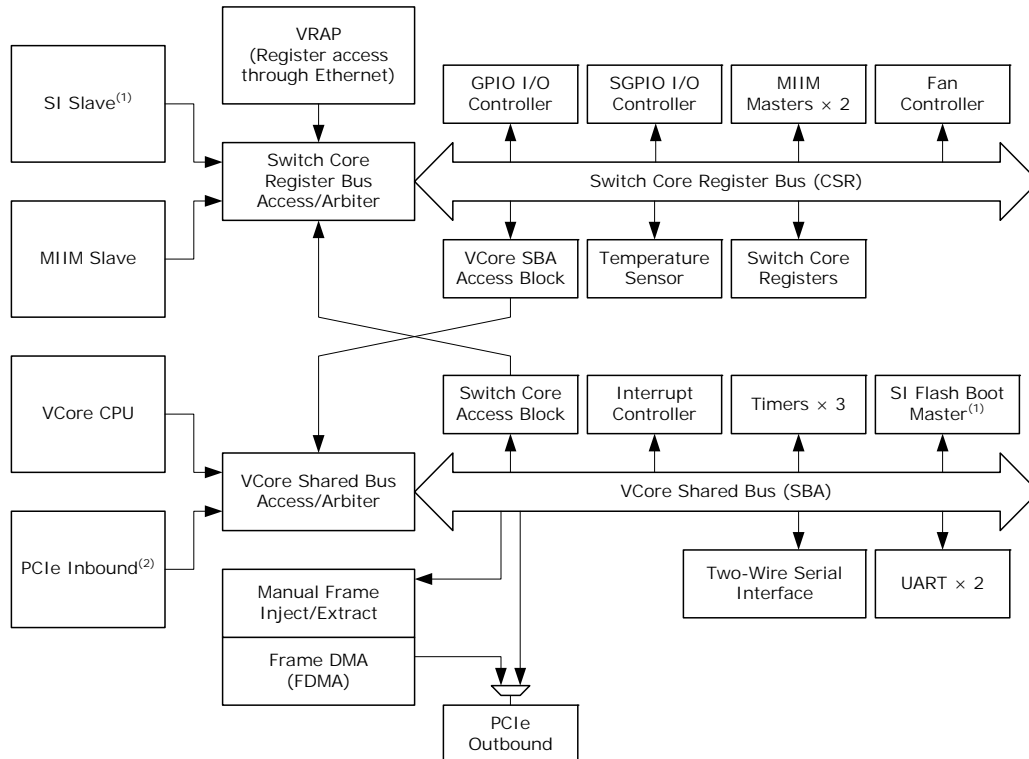 VRAP
(Register access
through Ethernet)
SI Slave(1)
GPIO I/O
Controller
SGPIO I/O
Controller
MIIM
Masters × 2
Fan
Controller
Switch Core
Register Bus
Access/Arbiter
Switch Core Register Bus (CSR)
MIIM Slave
VCore SBA
Access Block
Temperature
Sensor
Switch Core
Registers
VCore CPU
Switch Core
Access Block
Interrupt
Controller
Timers × 3
SI Flash Boot
Master(1)
VCore Shared Bus
Access/Arbiter
VCore Shared Bus (SBA)
PCIe Inbound(2)
Manual Frame
Inject/Extract
Two-Wire Serial
Interface
UART × 2
Frame DMA
(FDMA)
PCIe
Outbound